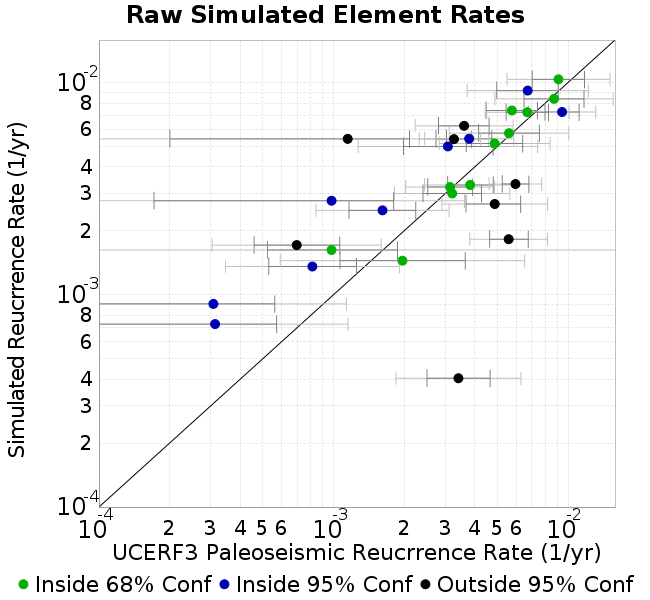 Raw Simulated Element Rates
Simulated Reucrrence Rate (1/yr)
10-2
8
6
4
3
2
10-3
8
6
4
3
2
10-4
10-4 2 3 4 5 6 10-3 2 3 4 5 6 10-2
UCERF3 Paleoseismic Reucrrence Rate (1/yr)
Inside 68% Conf Inside 95% Conf Outside 95% Conf